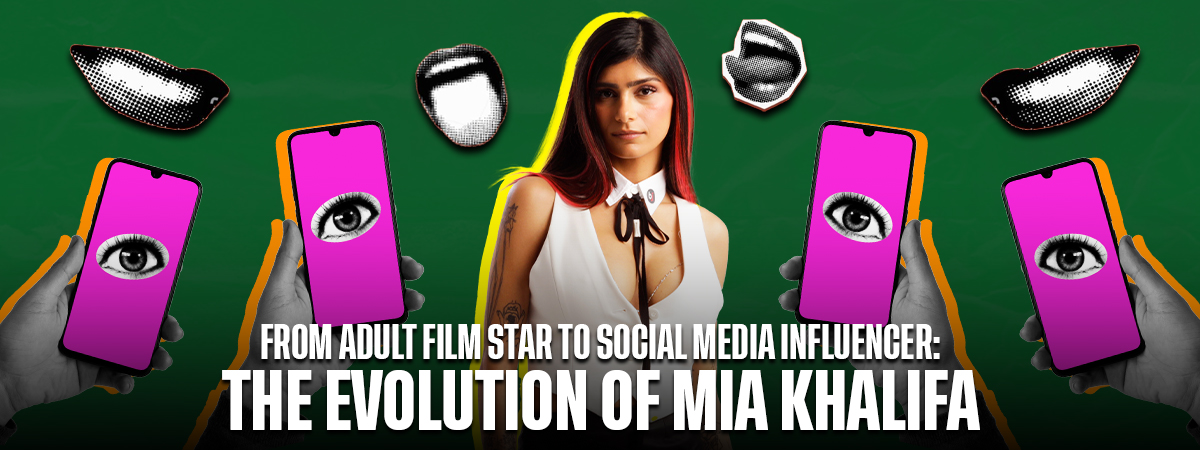 FROM ADULT FILM STAR TO SOCIAL MEDIA INFLUENCER:
THE EVOLUTION OF MIA KHALIFA